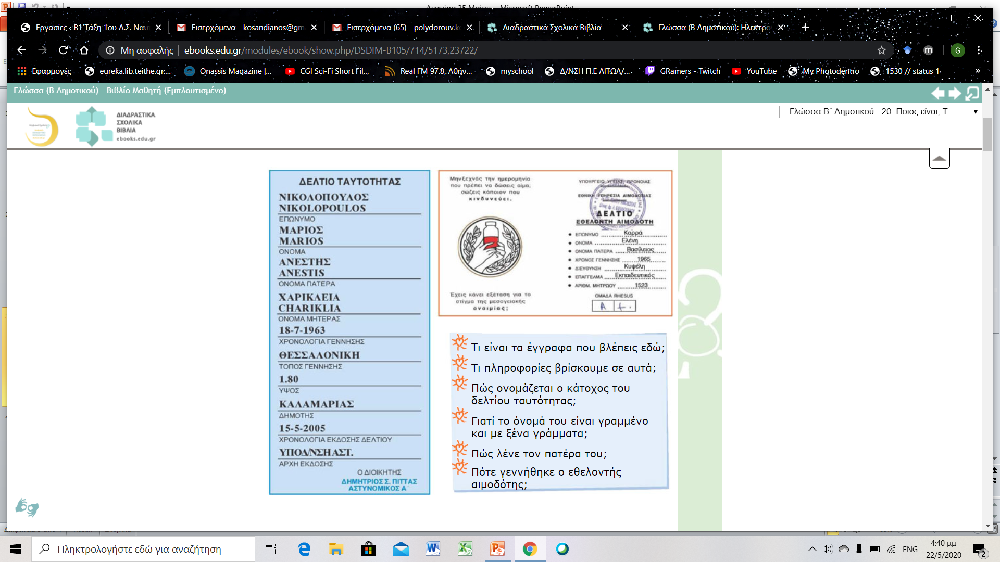 Δευτέρα 25 Μαΐου - Microsoft PowerPoint
Εργασίες ‹ Β1΄Τάξη 1ου Δ.Σ. Ναυ
Εισερχόμενα - kosandianos@gm
Εισερχόμενα (65) - polydorouv.k
Διαδραστικά Σχολικά Βιβλία
Γλώσσα (Β Δημοτικού): Ηλεκτρο
Μη ασφαλής | ebooks.edu.gr/modules/ebook/show.php/DSDIM-B105/714/5173,23722/
m
G
Εφαρμογές
eureka.lib.teithe.gr:...
Onassis Magazine |...
CGI Sci-Fi Short Fil...
Real FM 97.8, Αθήν...
myschool
Δ/ΝΣΗ Π.Ε ΑΙΤΩΛ/...
GRamers - Twitch
YouTube
My Photodentro
1530 // status 1
»
Γλώσσα (Β Δημοτικού) - Βιβλίο Μαθητή (Εμπλουτισμένο)
ΔΙΑΔΡΑΣΤΙΚΑ
ΣΧΟΛΙΚΑ
ΒΙΒΛΙΑ
ebooks.edu.gr
Γλώσσα Β΄ Δημοτικού - 20. Ποιος είναι; Τ...
ΔΕΛΤΙΟ ΤΑΥΤΟΤΗΤΑΣ
ΝΙΚΟΛΟΠΟΥΛΟΣ
NIKOLOPOULOS
ΕΠΩΝΥΜΟ
ΜΑΡΙΟΣ
MARIOS
ΟΝΟΜΑ
ΑΝΕΣΤΗΣ
ANESTIS
ΟΝΟΜΑ ΠΑΤΕΡΑ
ΧΑΡΙΚΛΕΙΑ
CHARIKLIA
ΟΝΟΜΑ ΜΗΤΕΡΑΣ
18-7-1963
ΧΡΟΝΟΛΟΓΙΑ ΓΕΝΝΗΣΗΣ
ΘΕΣΣΑΛΟΝΙΚΗ
ΤΟΠΟΣ ΓΕΝΝΗΣΗΣ
1.80
ΥΨΟΣ
ΚΑΛΑΜΑΡΙΑΣ
ΔΗΜΟΤΗΣ
15-5-2005
ΧΡΟΝΟΛΟΓΙΑ ΕΚΔΟΣΗΣ ΔΕΛΤΙΟΥ
ΥΠΟΔ/ΝΣΗ ΑΣΤ.
ΑΡΧΗ ΕΚΔΟΣΗΣ
Ο ΔΙΟΙΚΗΤΗΣ
ΔΗΜΗΤΡΙΟΣ Σ. ΠΙΤΤΑΣ
ΑΣΤΥΝΟΜΙΚΟΣ Α΄
Μην ξεχνάς την ημερομηνία
που πρέπει να δώσεις αίμα,
σώζεις κάποιον που
κινδυνεύει.
Έχεις κάνει εξέταση για το
στίγμα της μεσογειακής
αναιμίας;
ΥΠΟΥΡΓΕΙΟ ΥΓΕΙΑΣ, ΠΡΟΝΟΙΑΣ
ΕΘΝΙΚΗ ΥΠΗΡΕΣΙΑ ΑΙΜΟΔΟΣΙΑΣ
ΔΕΛΤΙΟ
ΕΘΕΛΟΝΤΗ ΑΙΜΟΔΟΤΗ
• ΕΠΩΝΥΜΟ Καρρά
• ΟΝΟΜΑ Ελένη
• ΟΝΟΜΑ ΠΑΤΕΡΑ Βασίλειος
• ΧΡΟΝΟΣ ΓΕΝΝΗΣΗΣ 1965
• ΔΙΕΥΘΥΝΣΗ Κυψέλη
• ΕΠΑΓΓΕΛΜΑ Εκπαιδευτικός
• ΑΡΙΘΜ. ΜΗΤΡΩΟΥ 1523
ΟΜΑΔΑ RHESUS
A +
Τι είναι τα έγγραφα που βλέπεις εδώ;
Τι πληροφορίες βρίσκουμε σε αυτά;
Πώς ονομάζεται ο κάτοχος του
δελτίου ταυτότητας;
Γιατί το όνομά του είναι γραμμένο
και με ξένα γράμματα;
Πώς λένε τον πατέρα του;
Πότε γεννήθηκε ο εθελοντής
αιμοδότης;
Πληκτρολογήστε εδώ για αναζήτηση
ENG
4:40 μμ
22/5/2020
2